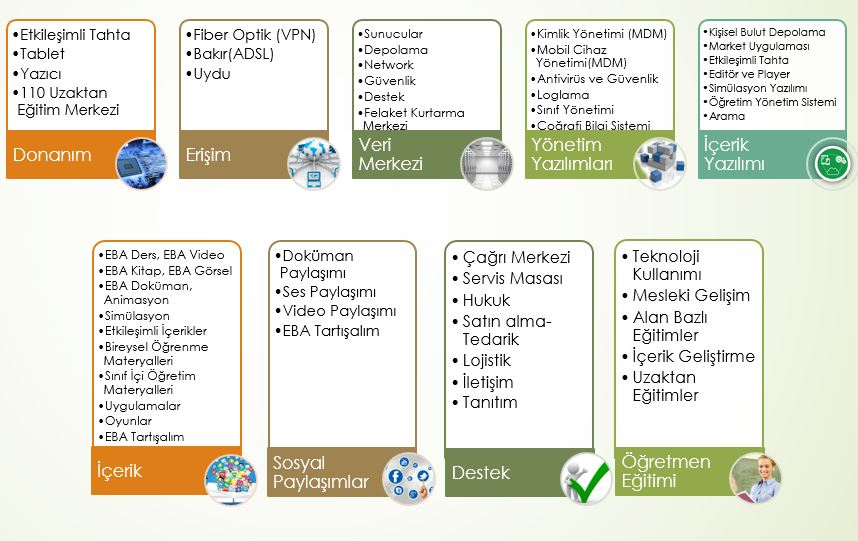 •Etkileşimli Tahta
•Tablet
•Yazıcı
•110 Uzaktan
Eğitim Merkezi
Donanım
•Fiber Optik (VPN)
•Bakır(ADSL)
•Uydu
Erişim
•Sunucular
•Depolama
•Network
•Güvenlik
•Destek
•Felaket Kurtarma
Merkezi
Veri
Merkezi
•Kimlik Yönetimi (MDM)
•Mobil Cihaz
Yönetimi(MDM)
•Antivirüs ve Güvenlik
•Loglama
•Sınıf Yönetimi
•Coğrafi Bilgi Sistemi
Yönetim
Yazılımları
•Kişisel Bulut Depolama
•Market Uygulaması
•Etkileşimli Tahta
•Editör ve Player
•Simülasyon Yazılımı
•Öğretim Yönetim Sistemi
•Arama
İçerik
Yazılımı
•EBA Ders, EBA Video
•EBA Kitap, EBA Görsel
•EBA Doküman,
Animasyon
•Simülasyon
•Etkileşimli İçerikler
•Bireysel Öğrenme
Materyalleri
•Sınıf İçi Öğretim
Materyalleri
•Uygulamalar
•Oyunlar
•EBA Tartışalım
İçerik
•Doküman
Paylaşımı
•Ses Paylaşımı
•Video Paylaşımı
•EBA Tartışalım
Sosyal
Paylaşımlar
• Çağrı Merkezi
• Servis Masası
• Hukuk
• Satın alma-
Tedarik
• Lojistik
• İletişim
• Tanıtım
Destek
• Teknoloji
Kullanımı
• Mesleki Gelişim
• Alan Bazlı
Eğitimler
• İçerik Geliştirme
• Uzaktan
Eğitimler
Öğretmen
Eğitimi